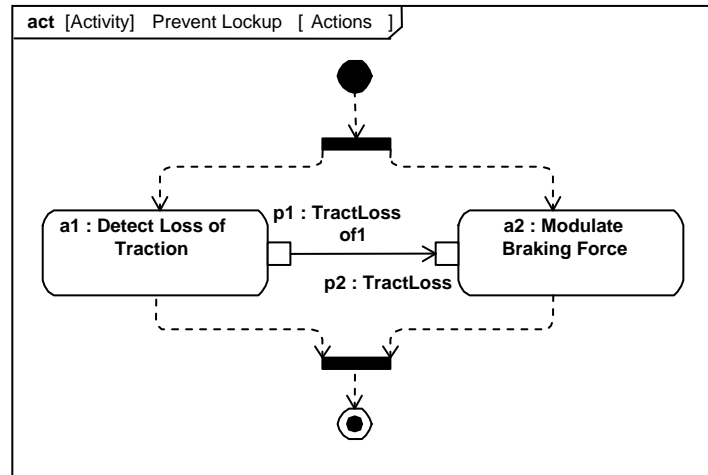 act [Activity] Prevent Lockup [ Actions ]
a1 : Detect Loss of
Traction
p1 : TractLoss
of1
p2 : TractLoss
a2 : Modulate
Braking Force